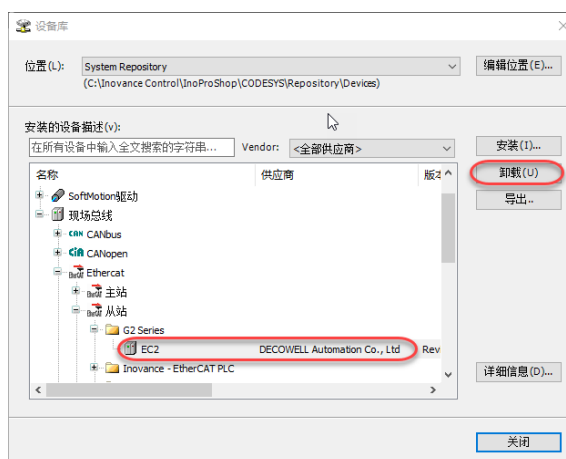 设备库
位置(L): System Repository 编辑位置(E)...
(C:\Inovance Control\InoProShop\CODESYS\Repository\Devices)
安装的设备描述(v):
在所有设备中输入全文搜索的字符串... Vendor: <全部供应商> 安装(I)...
名称 供应商 版本 卸载(U)
SoftMotion驱动
现场总线 导出..
CAN CANbus
CiA CANopen
Ethercat
主站
从站
G2 Series
EC2 DECOWELL Automation Co., Ltd Rev
Inovance - EtherCAT PLC 详细信息(D)...
关闭